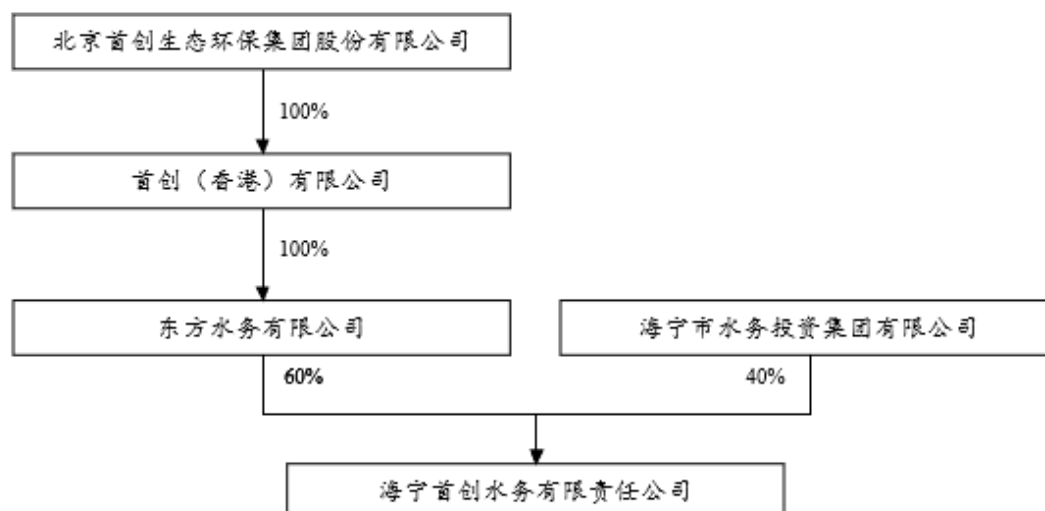 北京首创生态环保集团股份有限公司
100%
首创（香港）有限公司
100%
东方水务有限公司
海宁市水务投资集团有限公司
60%
40%
海宁首创水务有限责任公司